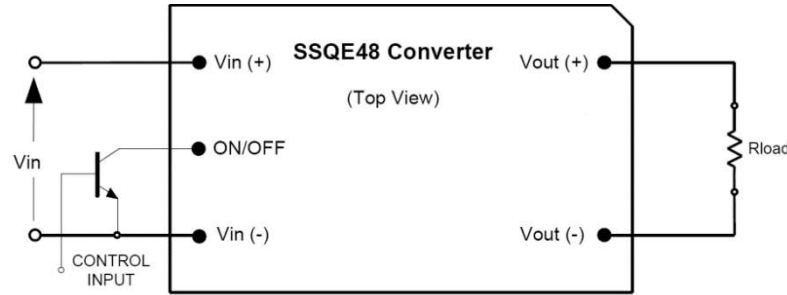 SSQE48 Converter
(Top View)
Vin (+)
Vout (+)
ON/OFF
Vin
Rload
Vin (-)
Vout (-)
CONTROL
INPUT